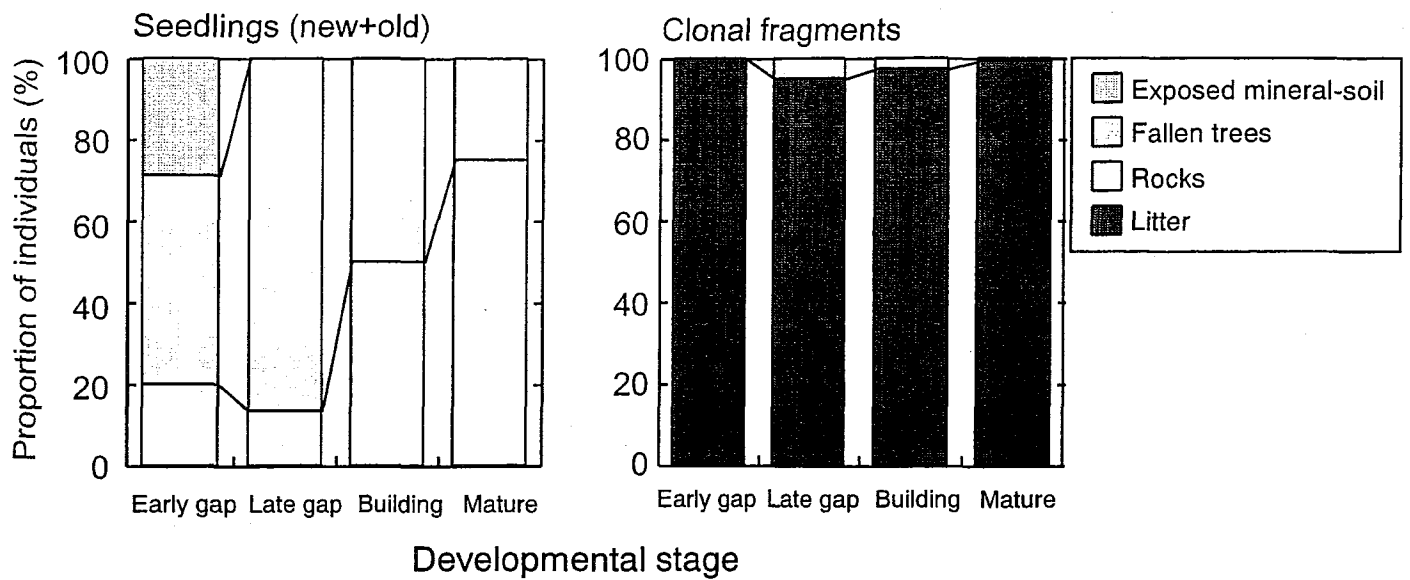 Seedlings (new+old)
Clonal fragments
Proportion of individuals (%)
100
80
60
40
20
0
Early gap Late gap Building Mature
100
80
60
40
20
0
Early gap Late gap Building Mature
Exposed mineral-soil
Fallen trees
Rocks
Litter
Developmental stage